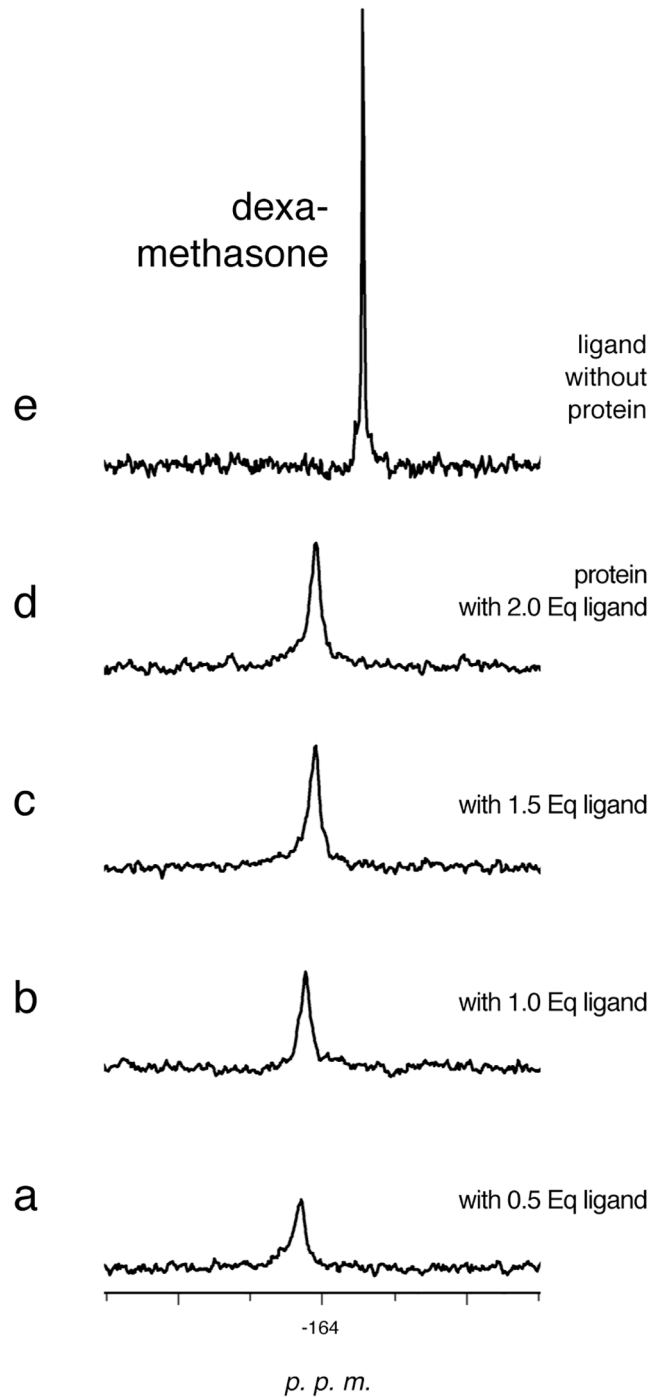 dexa-
methasone
ligand
without
protein
e
protein
d
with 2.0 Eq ligand
c
with 1.5 Eq ligand
b
with 1.0 Eq ligand
a
with 0.5 Eq ligand
-164
p. p. m.